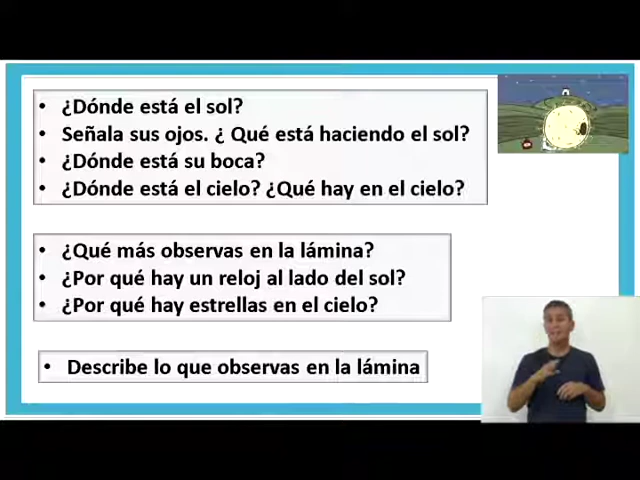 • ¿Dónde está el sol?
• Señala sus ojos. ¿ Qué está haciendo el sol?
• ¿Dónde está su boca?
• ¿Dónde está el cielo? ¿Qué hay en el cielo?
• ¿Qué más observas en la lámina?
• ¿Por qué hay un reloj al lado del sol?
• ¿Por qué hay estrellas en el cielo?
• Describe lo que observas en la lámina